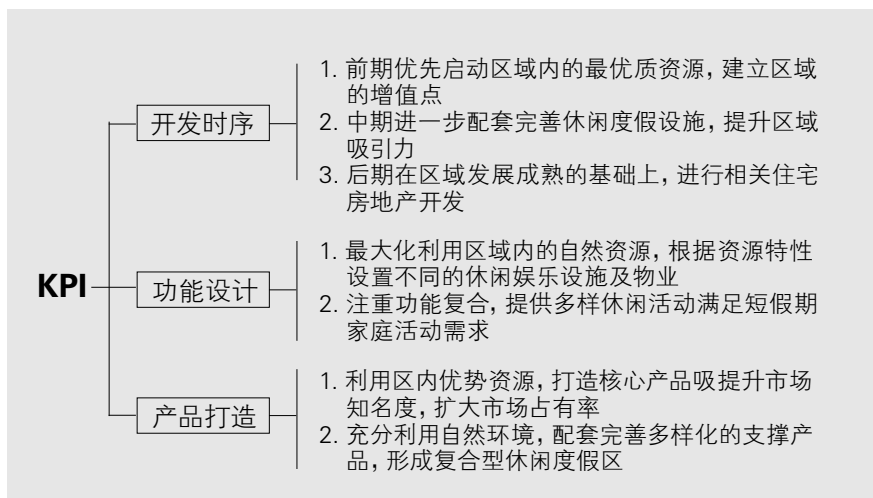 KPI
开发时序
1. 前期优先启动区域内的最优质资源，建立区域
的增值点
2. 中期进一步配套完善休闲度假设施，提升区域
吸引力
3. 后期在区域发展成熟的基础上，进行相关住宅
房地产开发
功能设计
1. 最大化利用区域内的自然资源，根据资源特性
设置不同的休闲娱乐设施及物业
2. 注重功能复合，提供多样休闲活动满足短假期
家庭活动需求
产品打造
1. 利用区内优势资源，打造核心产品吸提升市场
知名度，扩大市场占有率
2. 充分利用自然环境，配套完善多样化的支撑产
品，形成复合型休闲度假区